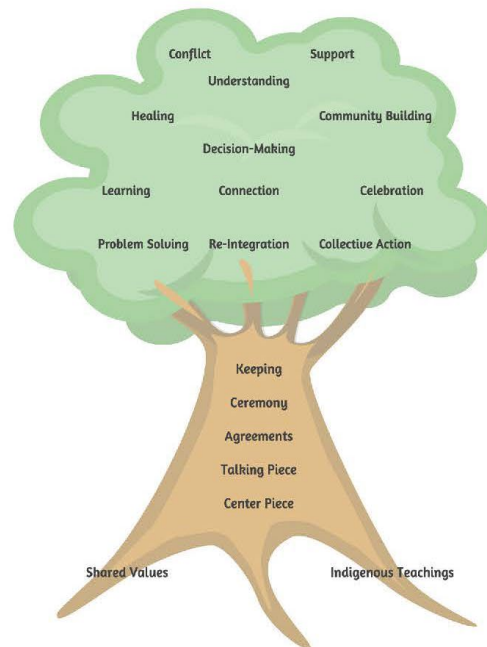 Conflict Support
Understanding
Healing Community Building
Decision-Making
Learning Connection Celebration
Problem Solving Re-Integration Collective Action
Keeping
Ceremony
Agreements
Talking Piece
Center Piece
Shared Values Indigenous Teachings